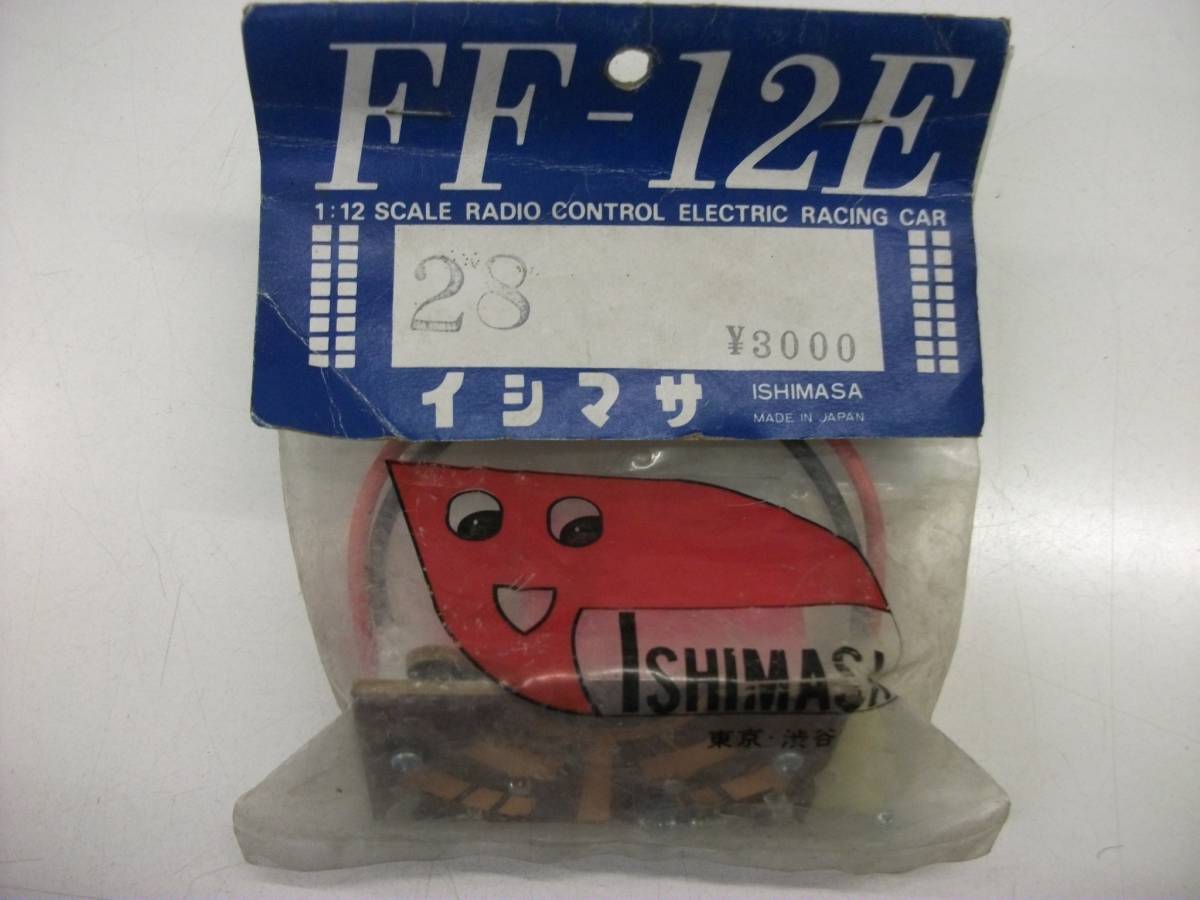 FF-12E
1:12 SCALE RADIO CONTROL ELECTRIC RACING CAR
28
¥3000
イシマサ ISHIMASA
MADE IN JAPAN
ISHIMASA
東京・渋谷